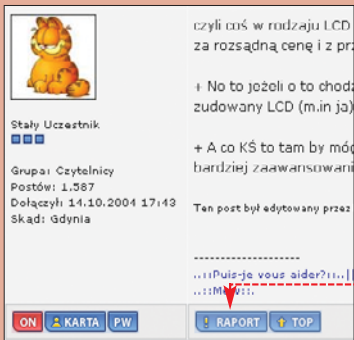 czyli coś w rodzaju LCD
za rozsądną cenę i z prz
+ No to jeżeli o to chodz
zudowany LCD (m.in ja)
+ A co KŚ to tam by móg
bardziej zaawansowani
Ten post był edytowany przez
--------------------
..::Puis-je vous aider?::..||
Stały Uczestnik
Grupa: Czytelnicy
Postów: 1.587
Dołączył: 14.10.2004 17:43
Skąd: Gdynia
ON KARTA PW
! RAPORT TOP